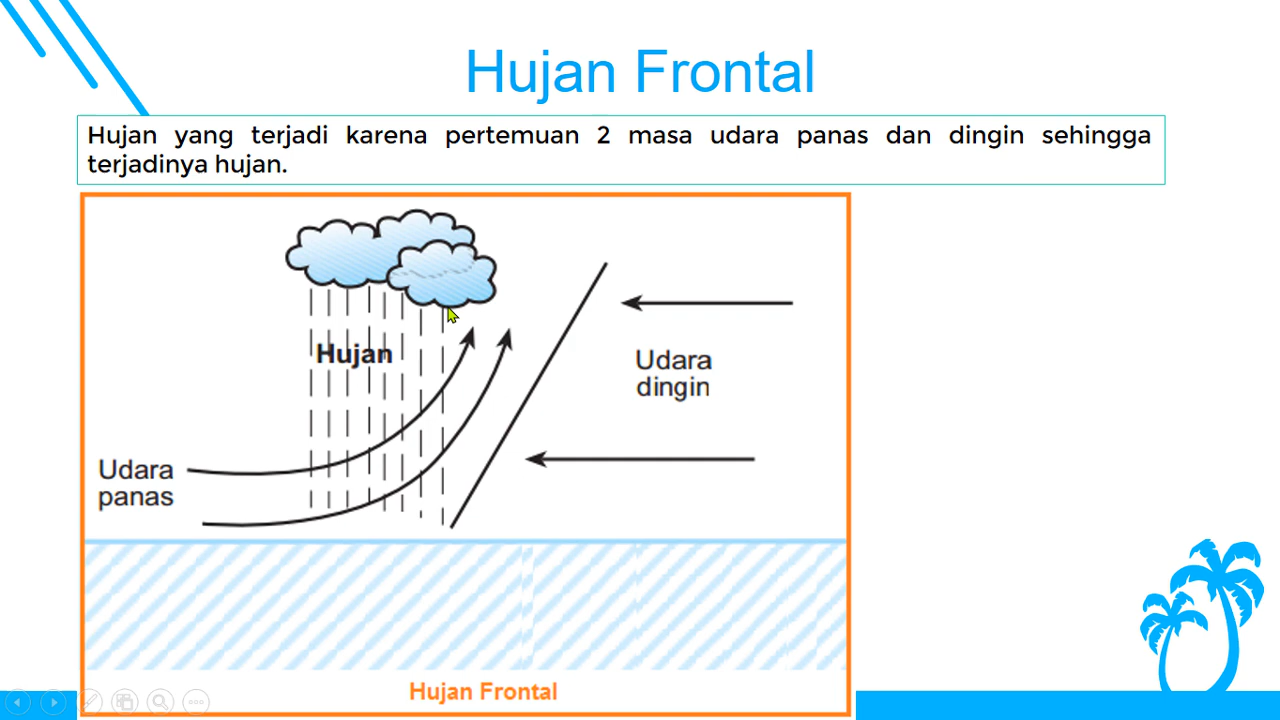 Hujan Frontal
Hujan yang terjadi karena pertemuan 2 masa udara panas dan dingin sehingga
terjadinya hujan.
Hujan
Udara
dingin
Udara
panas
Hujan Frontal